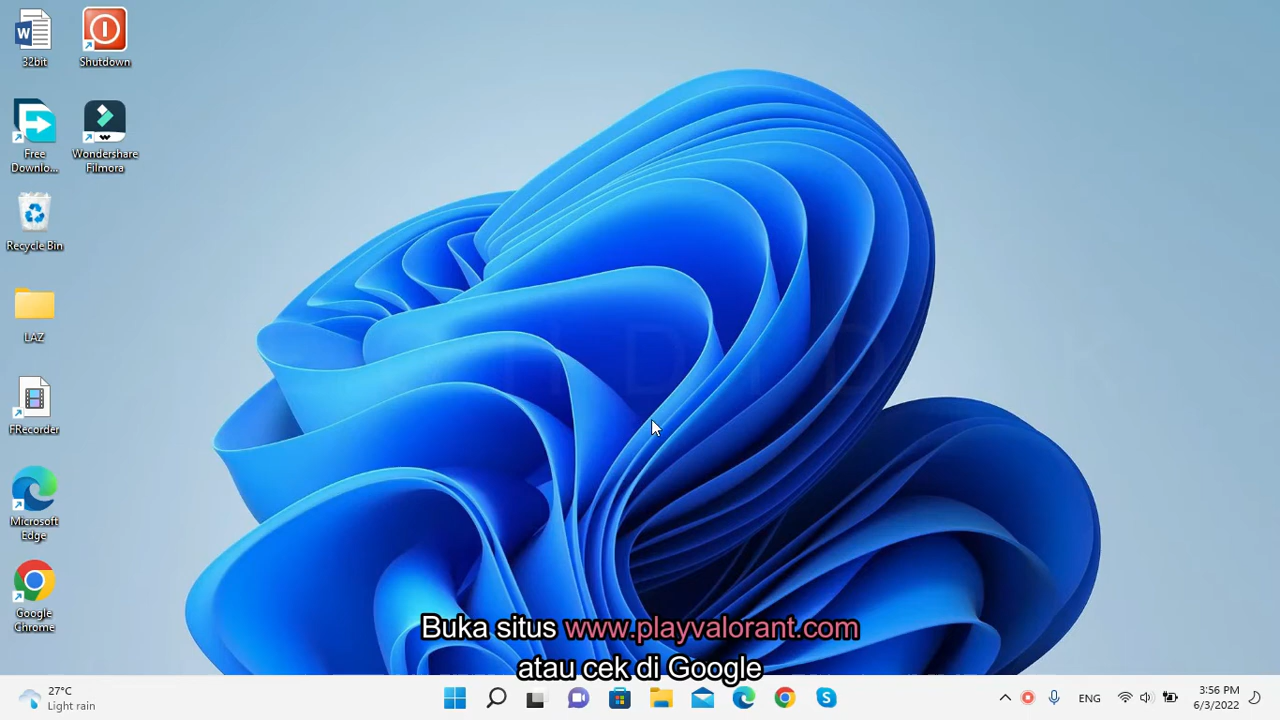 32bit
Shutdown
Free
Downlo...
Wondershare
Filmora
Recycle Bin
LAZ
FRecorder
Microsoft
Edge
Google
Chrome
Buka situs www.playvalorant.com
atau cek di Google
27°C
Light rain
ENG
3:56 PM
6/3/2022